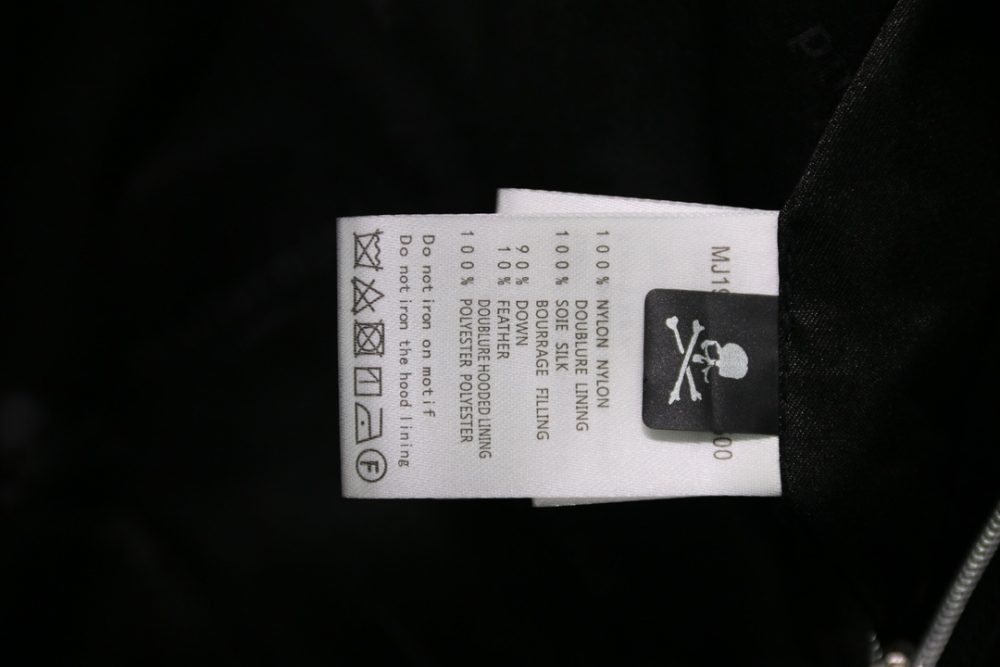 MJ19
00
100% NYLON NYLON
DOUBLURE LINING
100% SOIE SILK
BOURRAGE FILLING
90% DOWN
10% FEATHER
DOUBLURE HOODED LINING
100% POLYESTER POLYESTER
Do not iron on motif
Do not iron the hood lining
F